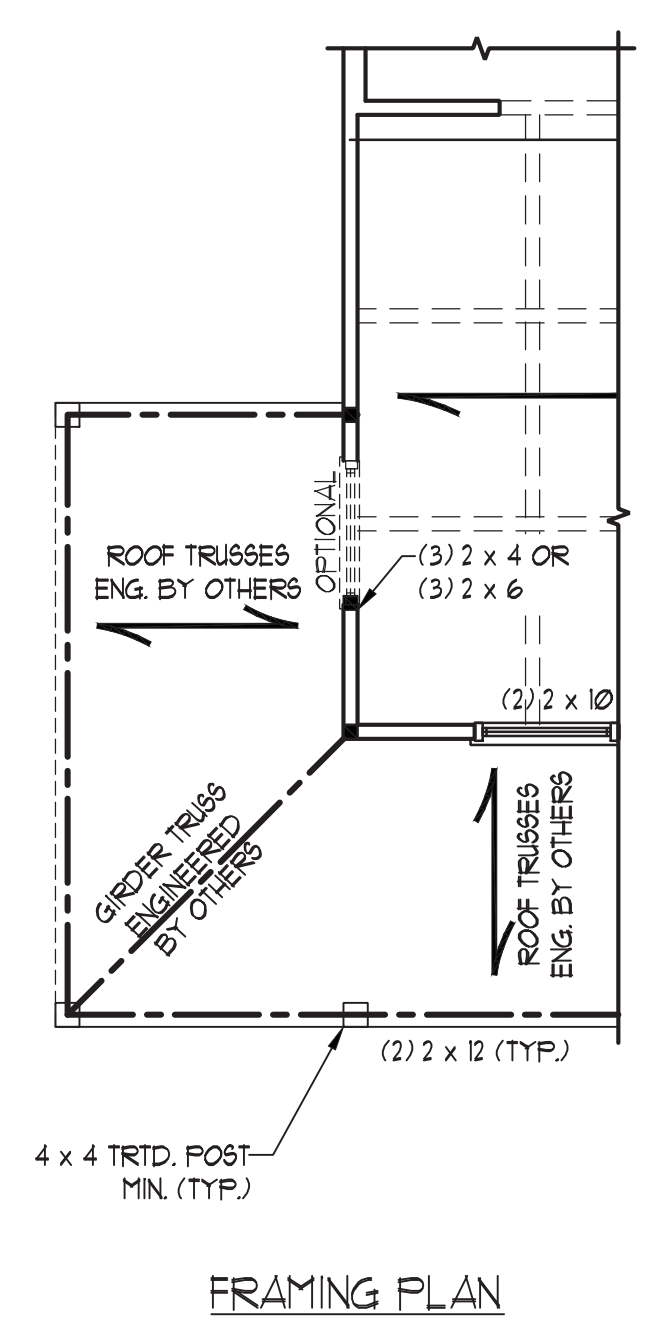 OPTIONAL
ROOF TRUSSES
ENG. BY OTHERS
(3) 2 x 4 OR
(3) 2 x 6
(2) 2 x 10
GIRDER TRUSS
ENGINEERED
BY OTHERS
ROOF TRUSSES
ENG. BY OTHERS
(2) 2 x 12 (TYP.)
4 x 4 TRTD. POST
MIN. (TYP.)
FRAMING PLAN